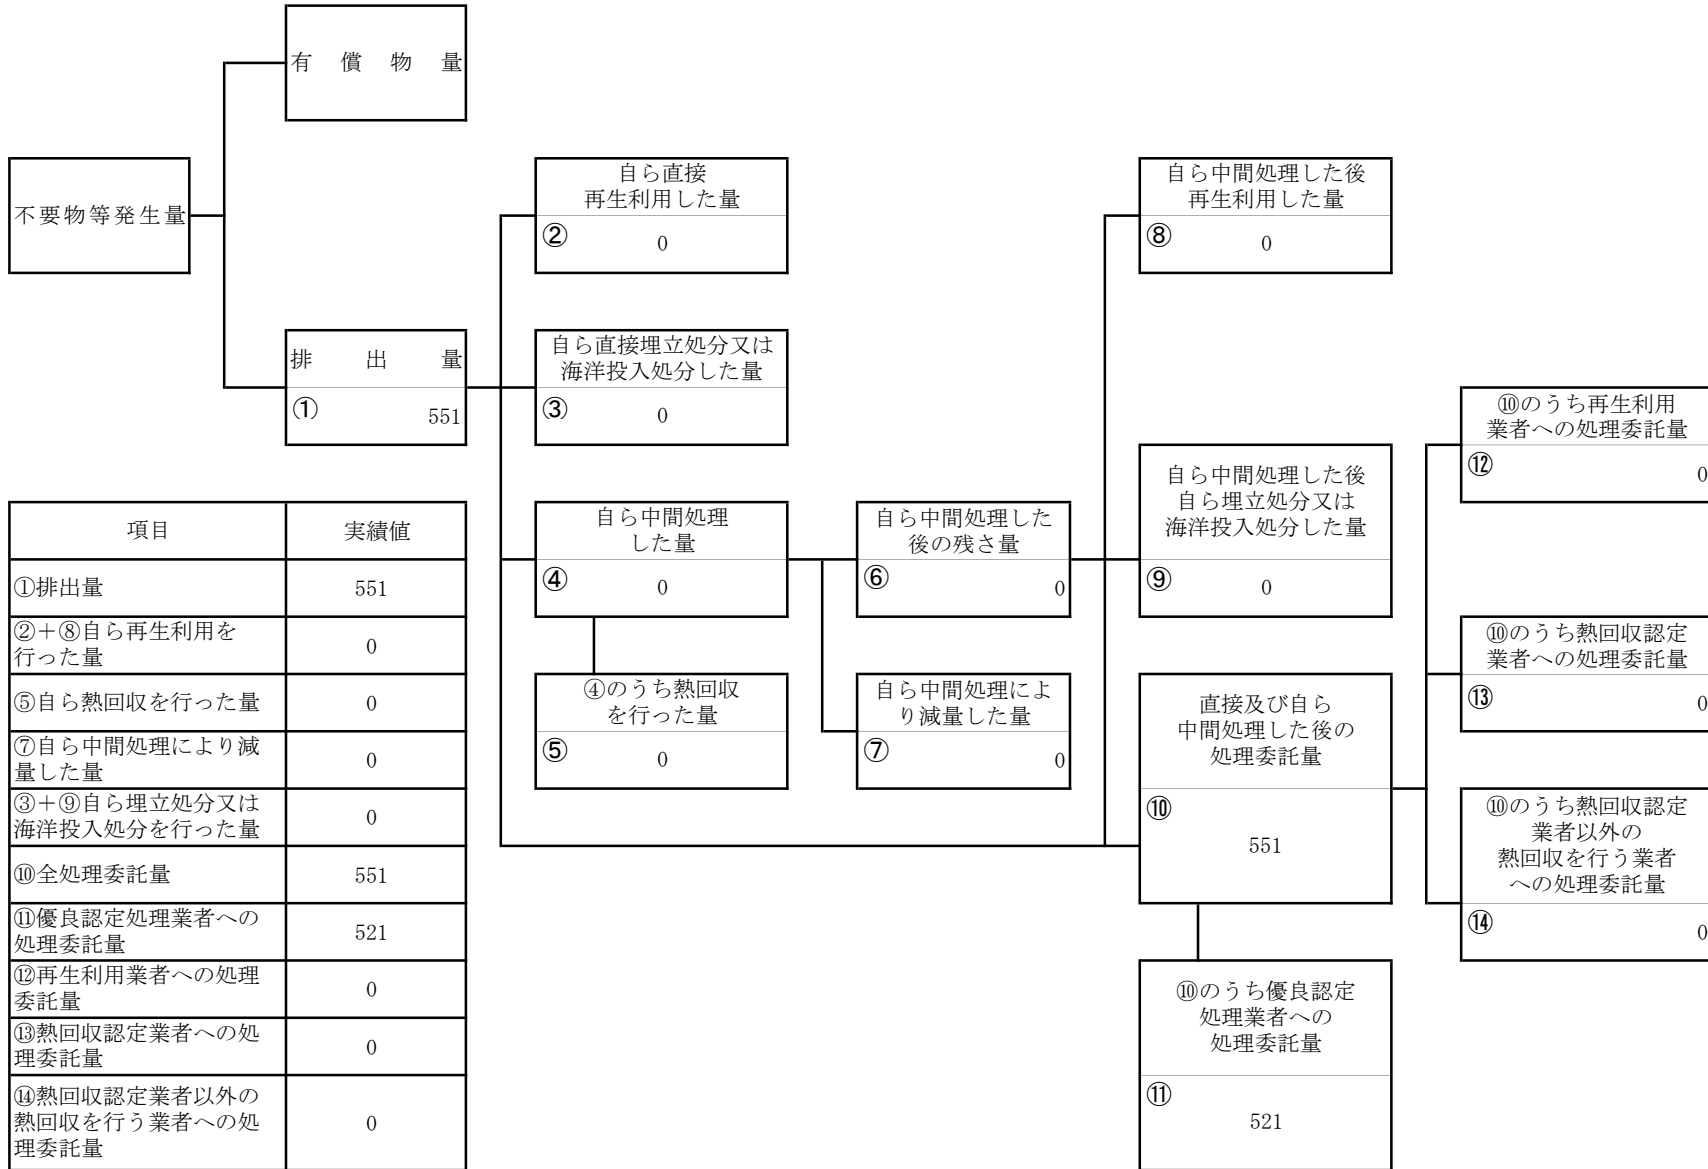 有償物量
不要物等発生量
排出量
① 551
自ら直接
再生利用した量
② 0
自ら直接埋立処分又は
海洋投入処分した量
③ 0
自ら中間処理
した量
④ 0
④のうち熱回収
を行った量
⑤ 0
自ら中間処理した
後の残さ量
⑥ 0
自ら中間処理によ
り減量した量
⑦ 0
自ら中間処理した後
再生利用した量
⑧ 0
自ら中間処理した後
自ら埋立処分又は
海洋投入処分した量
⑨ 0
直接及び自ら
中間処理した後の
処理委託量
⑩
551
⑩のうち優良認定
処理業者への
処理委託量
⑪
521
⑩のうち再生利用
業者への処理委託量
⑫ 0
⑩のうち熱回収認定
業者への処理委託量
⑬ 0
⑩のうち熱回収認定
業者以外の
熱回収を行う業者
への処理委託量
⑭ 0
項目 実績値
①排出量 551
②+⑧自ら再生利用を
行った量 0
⑤自ら熱回収を行った量 0
⑦自ら中間処理により減
量した量 0
③+⑨自ら埋立処分又は
海洋投入処分を行った量 0
⑩全処理委託量 551
⑪優良認定処理業者への
処理委託量 521
⑫再生利用業者への処理
委託量 0
⑬熱回収認定業者への処
理委託量 0
⑭熱回収認定業者以外の
熱回収を行う業者への処
理委託量 0